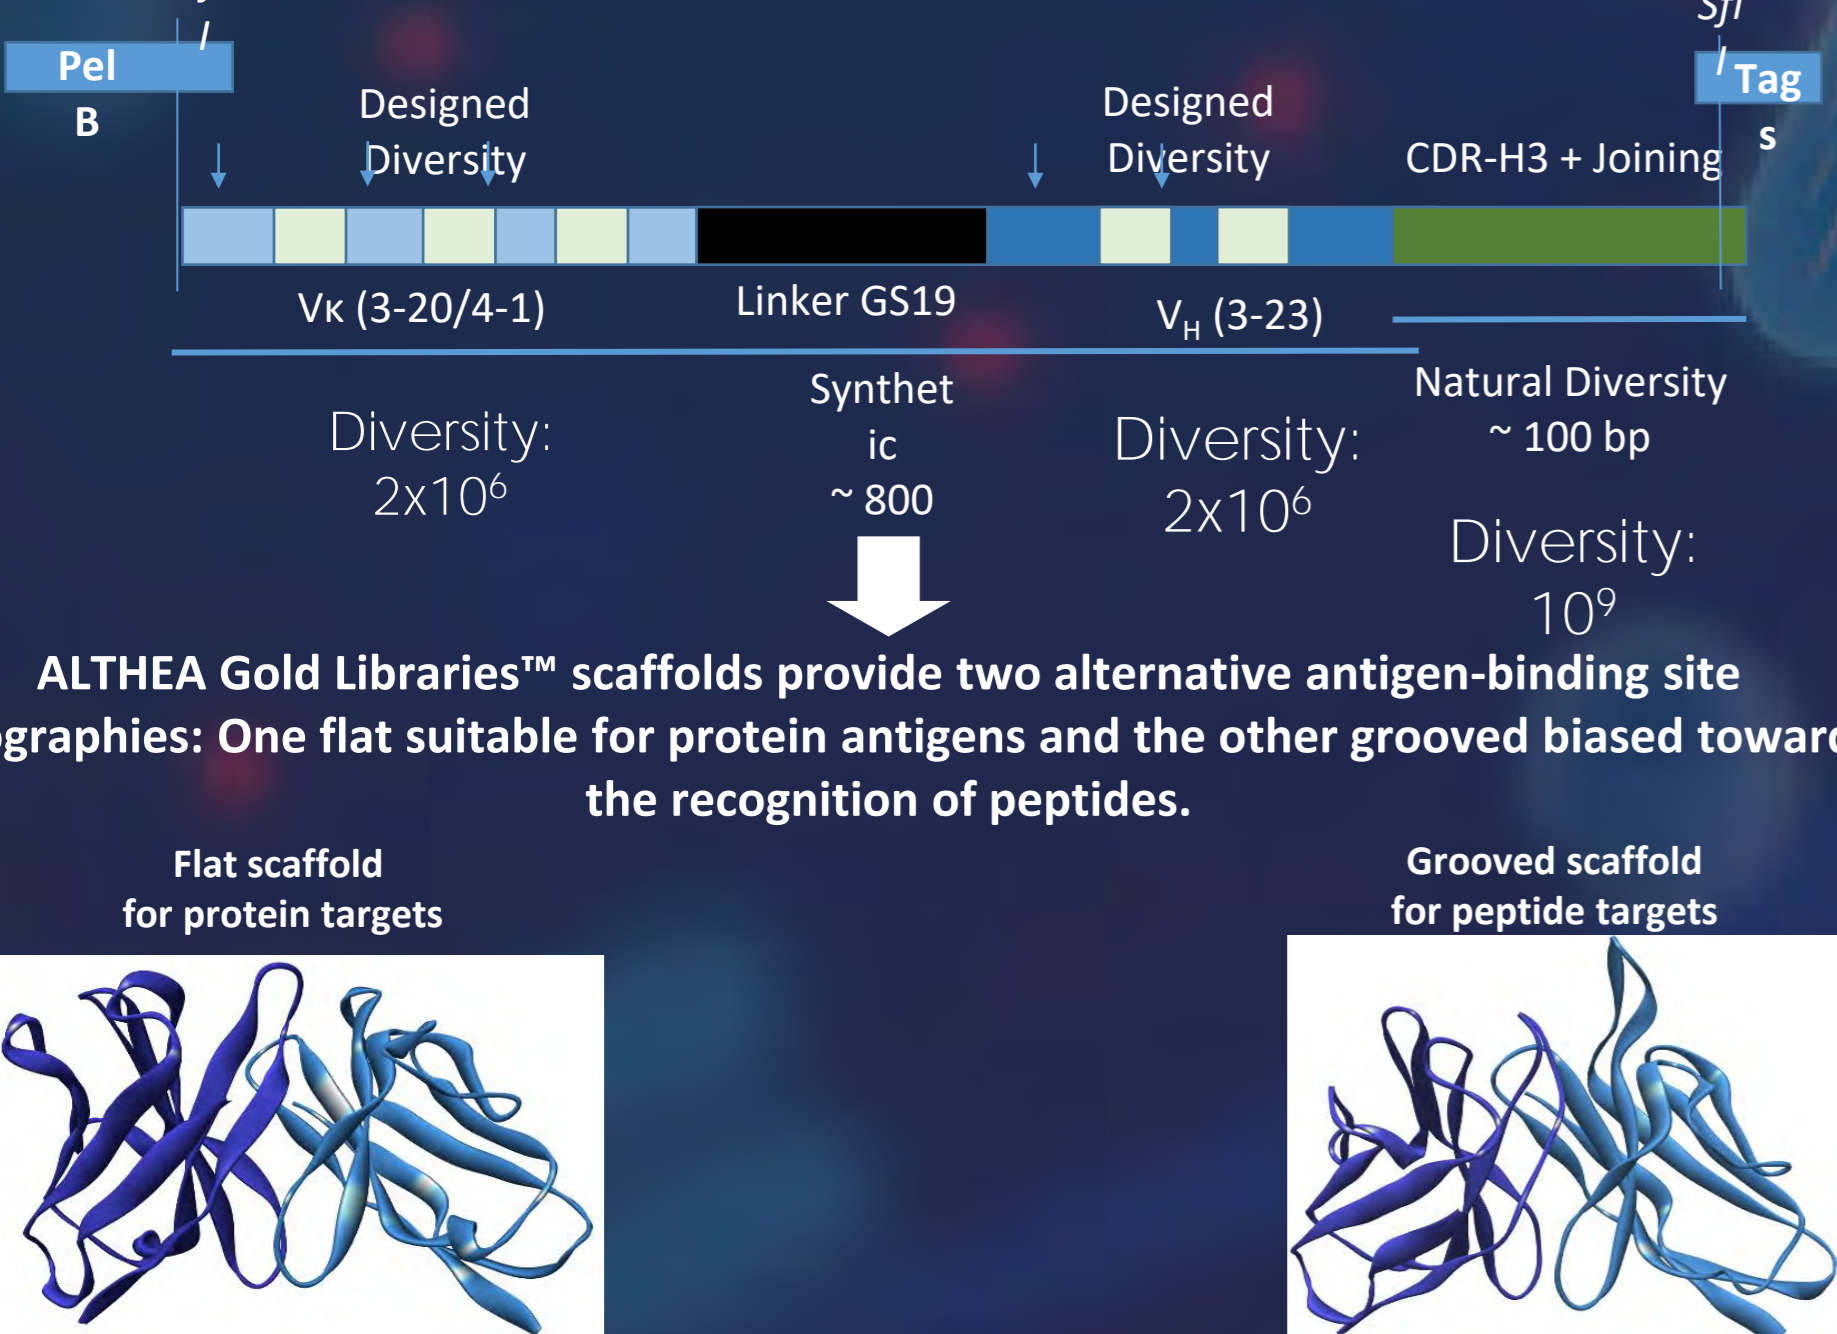 SfI
I
I
Pel
B
Tag
s
Designed
Diversity
Designed
Diversity
CDR-H3 + Joining
Vκ (3-20/4-1)
Linker GS19
VH (3-23)
Synthet
ic
~ 800
Natural Diversity
~ 100 bp
Diversity:
2x10⁶
Diversity:
2x10⁶
Diversity:
10⁹
ALTHEA Gold Libraries™ scaffolds provide two alternative antigen-binding site
ographies: One flat suitable for protein antigens and the other grooved biased toward
the recognition of peptides.
Flat scaffold
for protein targets
Grooved scaffold
for peptide targets